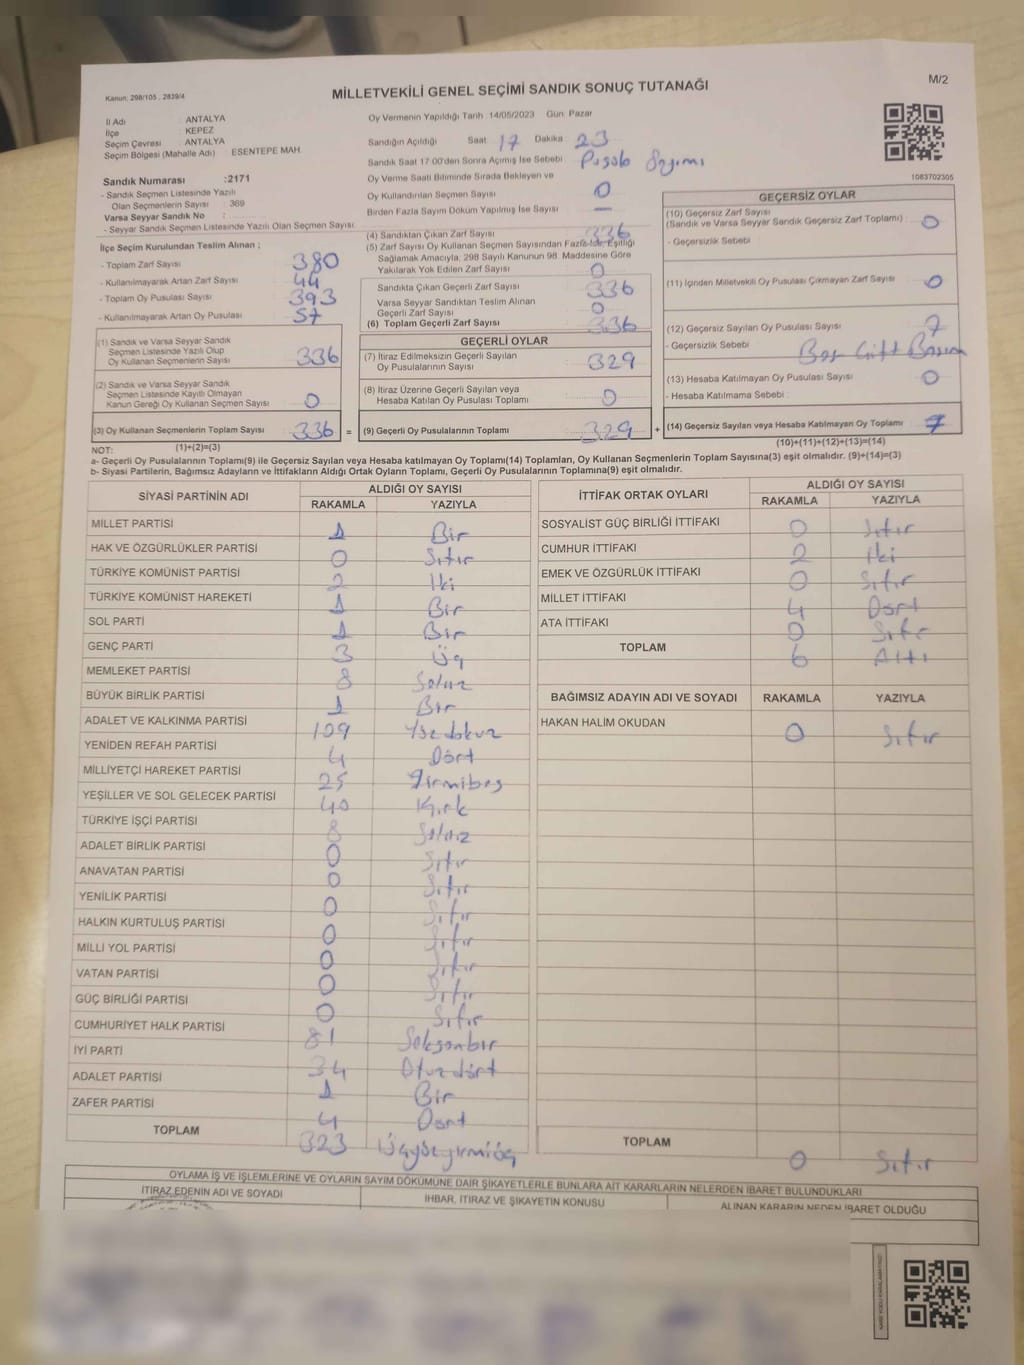 M/2
Kanun: 298/105 , 2839/4
MİLLETVEKİLİ GENEL SEÇİMİ SANDIK SONUÇ TUTANAĞI
İl Adı ANTALYA
İlçe KEPEZ
Seçim Çevresi ANTALYA
Seçim Bölgesi (Mahalle Adı) ESENTEPE MAH.
Sandık Numarası :2171
- Sandık Seçmen Listesinde Yazılı
Olan Seçmenlerin Sayısı : 369
Varsa Seyyar Sandık No :
- Seyyar Sandık Seçmen Listesinde Yazılı Olan Seçmen Sayısı
İlçe Seçim Kurulundan Teslim Alınan ;
- Toplam Zarf Sayısı 380
- Kullanılmayarak Artan Zarf Sayısı 44
- Toplam Oy Pusulası Sayısı 393
- Kullanılmayarak Artan Oy Pusulası 57
(1) Sandık ve Varsa Seyyar Sandık
Seçmen Listesinde Yazılı Olup
Oy Kullanan Seçmenlerin Sayısı 336
(2) Sandık ve Varsa Seyyar Sandık
Seçmen Listesinde Kayıtlı Olmayan
Kanun Gereği Oy Kullanan Seçmen Sayısı 0
(3) Oy Kullanan Seçmenlerin Toplam Sayısı 336 =
Oy Vermenin Yapıldığı Tarih :14/05/2023 Gün: Pazar
Sandığın Açıldığı Saat 17 Dakika 23
Sandık Saat 17:00'den Sonra Açılmış İse Sebebi Pusula Sayımı
Oy Verme Saati Bitiminde Sırada Bekleyen ve
Oy Kullandırılan Seçmen Sayısı 0
Birden Fazla Sayım Döküm Yapılmış İse Sayısı —
(4) Sandıktan Çıkan Zarf Sayısı 336
(5) Zarf Sayısı Oy Kullanan Seçmen Sayısından Fazla İse, Eşitliği
Sağlamak Amacıyla; 298 Sayılı Kanunun 98. Maddesine Göre
Yakılarak Yok Edilen Zarf Sayısı 0
Sandıkta Çıkan Geçerli Zarf Sayısı 336
Varsa Seyyar Sandıktan Teslim Alınan
Geçerli Zarf Sayısı 0
(6) Toplam Geçerli Zarf Sayısı 336
GEÇERLİ OYLAR
(7) İtiraz Edilmeksizin Geçerli Sayılan
Oy Pusulalarının Sayısı 329
(8) İtiraz Üzerine Geçerli Sayılan veya
Hesaba Katılan Oy Pusulası Toplamı 0
(9) Geçerli Oy Pusulalarının Toplamı 329 +
1083702305
GEÇERSİZ OYLAR
(10) Geçersiz Zarf Sayısı
(Sandık ve Varsa Seyyar Sandık Geçersiz Zarf Toplamı) : 0
- Geçersizlik Sebebi
(11) İçinden Milletvekili Oy Pusulası Çıkmayan Zarf Sayısı 0
(12) Geçersiz Sayılan Oy Pusulası Sayısı 7
- Geçersizlik Sebebi Boş Çift Basım
(13) Hesaba Katılmayan Oy Pusulası Sayısı 0
- Hesaba Katılmama Sebebi :
(14) Geçersiz Sayılan veya Hesaba Katılmayan Oy Toplamı 7
NOT: (1)+(2)=(3) (10)+(11)+(12)+(13)=(14)
a- Geçerli Oy Pusulalarının Toplamı(9) ile Geçersiz Sayılan veya Hesaba katılmayan Oy Toplamı(14) Toplamları, Oy Kullanan Seçmenlerin Toplam Sayısına(3) eşit olmalıdır. (9)+(14)=(3)
b- Siyasi Partilerin, Bağımsız Adayların ve İttifakların Aldığı Ortak Oyların Toplamı, Geçerli Oy Pusulalarının Toplamına(9) eşit olmalıdır.
SİYASİ PARTİNİN ADI ALDIĞI OY SAYISI
RAKAMLA YAZIYLA
MİLLET PARTİSİ 1 Bir
HAK VE ÖZGÜRLÜKLER PARTİSİ 0 Sıfır
TÜRKİYE KOMÜNİST PARTİSİ 2 İki
TÜRKİYE KOMÜNİST HAREKETİ 1 Bir
SOL PARTİ 1 Bir
GENÇ PARTİ 3 Üç
MEMLEKET PARTİSİ 8 Sekiz
BÜYÜK BİRLİK PARTİSİ 1 Bir
ADALET VE KALKINMA PARTİSİ 109 Yüzdokuz
YENİDEN REFAH PARTİSİ 4 Dört
MİLLİYETÇİ HAREKET PARTİSİ 25 Yirmibeş
YEŞİLLER VE SOL GELECEK PARTİSİ 40 Kırk
TÜRKİYE İŞÇİ PARTİSİ 8 Sekiz
ADALET BİRLİK PARTİSİ 0 Sıfır
ANAVATAN PARTİSİ 0 Sıfır
YENİLİK PARTİSİ 0 Sıfır
HALKIN KURTULUŞ PARTİSİ 0 Sıfır
MİLLİ YOL PARTİSİ 0 Sıfır
VATAN PARTİSİ 0 Sıfır
GÜÇ BİRLİĞİ PARTİSİ 0 Sıfır
CUMHURİYET HALK PARTİSİ 81 Seksenbir
İYİ PARTİ 34 Otuzdört
ADALET PARTİSİ 1 Bir
ZAFER PARTİSİ 4 Dört
TOPLAM 323 Üçyüzyirmiüç
İTTİFAK ORTAK OYLARI ALDIĞI OY SAYISI
RAKAMLA YAZIYLA
SOSYALİST GÜÇ BİRLİĞİ İTTİFAKI 0 Sıfır
CUMHUR İTTİFAKI 2 İki
EMEK VE ÖZGÜRLÜK İTTİFAKI 0 Sıfır
MİLLET İTTİFAKI 4 Dört
ATA İTTİFAKI 0 Sıfır
TOPLAM 6 Altı
BAĞIMSIZ ADAYIN ADI VE SOYADI RAKAMLA YAZIYLA
HAKAN HALİM OKUDAN 0 Sıfır
TOPLAM 0 Sıfır
OYLAMA İŞ VE İŞLEMLERİNE VE OYLARIN SAYIM DÖKÜMÜNE DAİR ŞİKAYETLERLE BUNLARA AİT KARARLARIN NELERDEN İBARET BULUNDUKLARI
İTİRAZ EDENİN ADI VE SOYADI İHBAR, İTİRAZ VE ŞİKAYETİN KONUSU ALINAN KARARIN NEDEN İBARET OLDUĞU